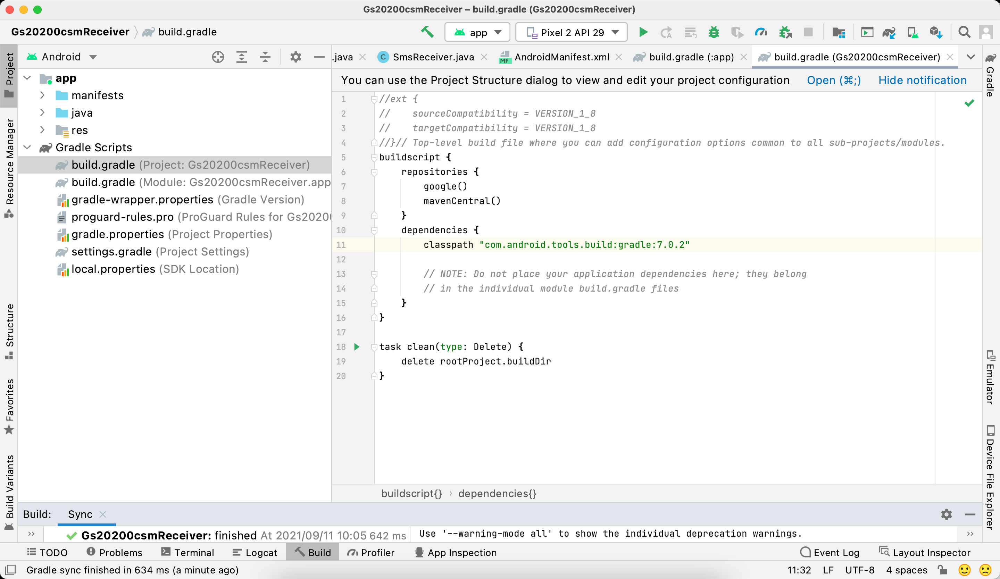 Gs20200csmReceiver – build.gradle (Gs20200csmReceiver)
Gs20200csmReceiver build.gradle
app Pixel 2 API 29
Project
Resource Manager
Structure
Favorites
Build Variants
Android
app
manifests
java
res
Gradle Scripts
build.gradle (Project: Gs20200csmReceiver)
build.gradle (Module: Gs20200csmReceiver.app
gradle-wrapper.properties (Gradle Version)
proguard-rules.pro (ProGuard Rules for Gs2020
gradle.properties (Project Properties)
settings.gradle (Project Settings)
local.properties (SDK Location)
.java SmsReceiver.java AndroidManifest.xml build.gradle (:app) build.gradle (Gs20200csmReceiver)
You can use the Project Structure dialog to view and edit your project configuration Open (⌘;) Hide notification
1 //ext {
2 //    sourceCompatibility = VERSION_1_8
3 //    targetCompatibility = VERSION_1_8
4 //}// Top-level build file where you can add configuration options common to all sub-projects/modules.
5 buildscript {
6     repositories {
7         google()
8         mavenCentral()
9     }
10     dependencies {
11         classpath "com.android.tools.build:gradle:7.0.2"
12
13         // NOTE: Do not place your application dependencies here; they belong
14         // in the individual module build.gradle files
15     }
16 }
17
18 task clean(type: Delete) {
19     delete rootProject.buildDir
20 }
buildscript{} › dependencies{}
Gradle
Emulator
Device File Explorer
Build: Sync
Gs20200csmReceiver: finished At 2021/09/11 10:05 642 ms
Use '--warning-mode all' to show the individual deprecation warnings.
TODO Problems Terminal Logcat Build Profiler App Inspection Event Log Layout Inspector
Gradle sync finished in 634 ms (a minute ago) 11:32 LF UTF-8 4 spaces